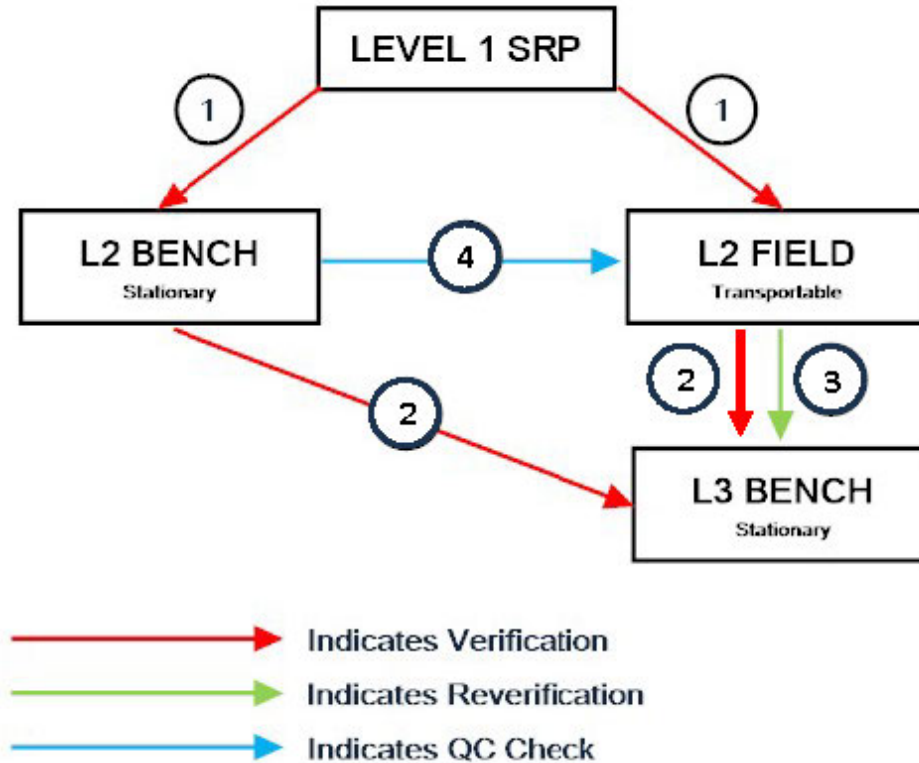 LEVEL 1 SRP
1
1
L2 BENCH
Stationary
4
L2 FIELD
Transportable
2
2
3
L3 BENCH
Stationary
Indicates Verification
Indicates Reverification
Indicates QC Check